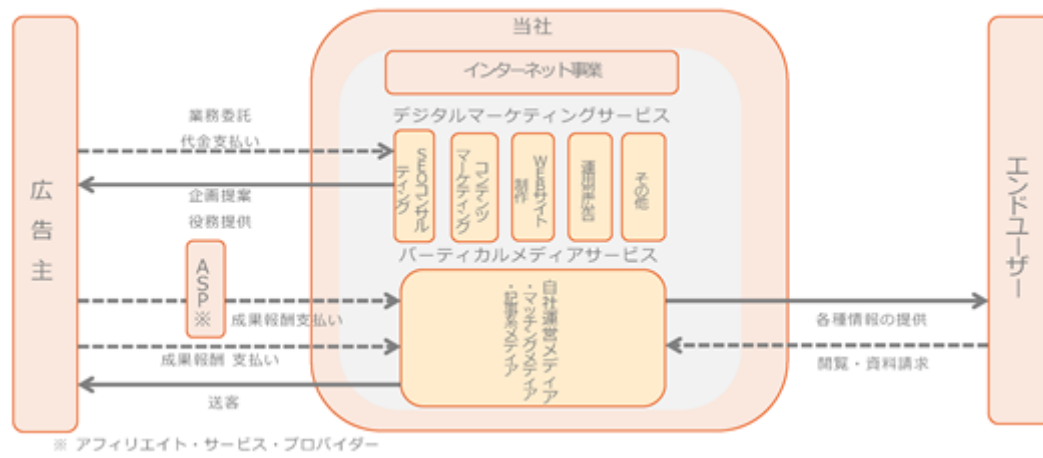 当社
インターネット事業
デジタルマーケティングサービス
業務委託
代金支払い
企画提案
役務提供
SEOコンサル
ティング
コンテンツ
マーケティング
WEBサイト
制作
運用型広告
その他
広告主
エンドユーザー
バーティカルメディアサービス
ASP※
成果報酬支払い
成果報酬 支払い
送客
自社運営メディア
・マッチングメディア
・記事系メディア
各種情報の提供
閲覧・資料請求
※ アフィリエイト・サービス・プロバイダー